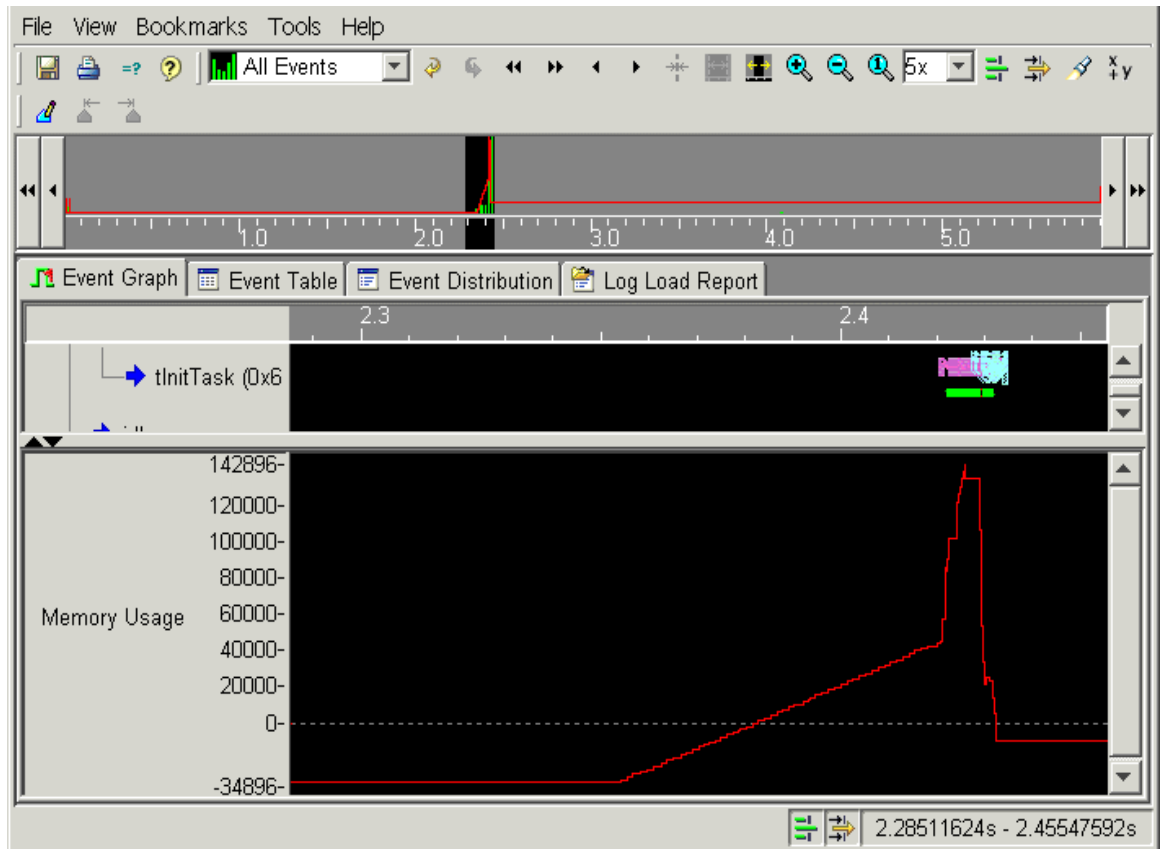 File View Bookmarks Tools Help
=? ? All Events 1 5x x y
1.0 2.0 3.0 4.0 5.0
Event Graph Event Table Event Distribution Log Load Report
2.3 2.4
tInitTask (0x6
142896-
120000-
100000-
80000-
Memory Usage 60000-
40000-
20000-
0-
-34896-
2.28511624s - 2.45547592s